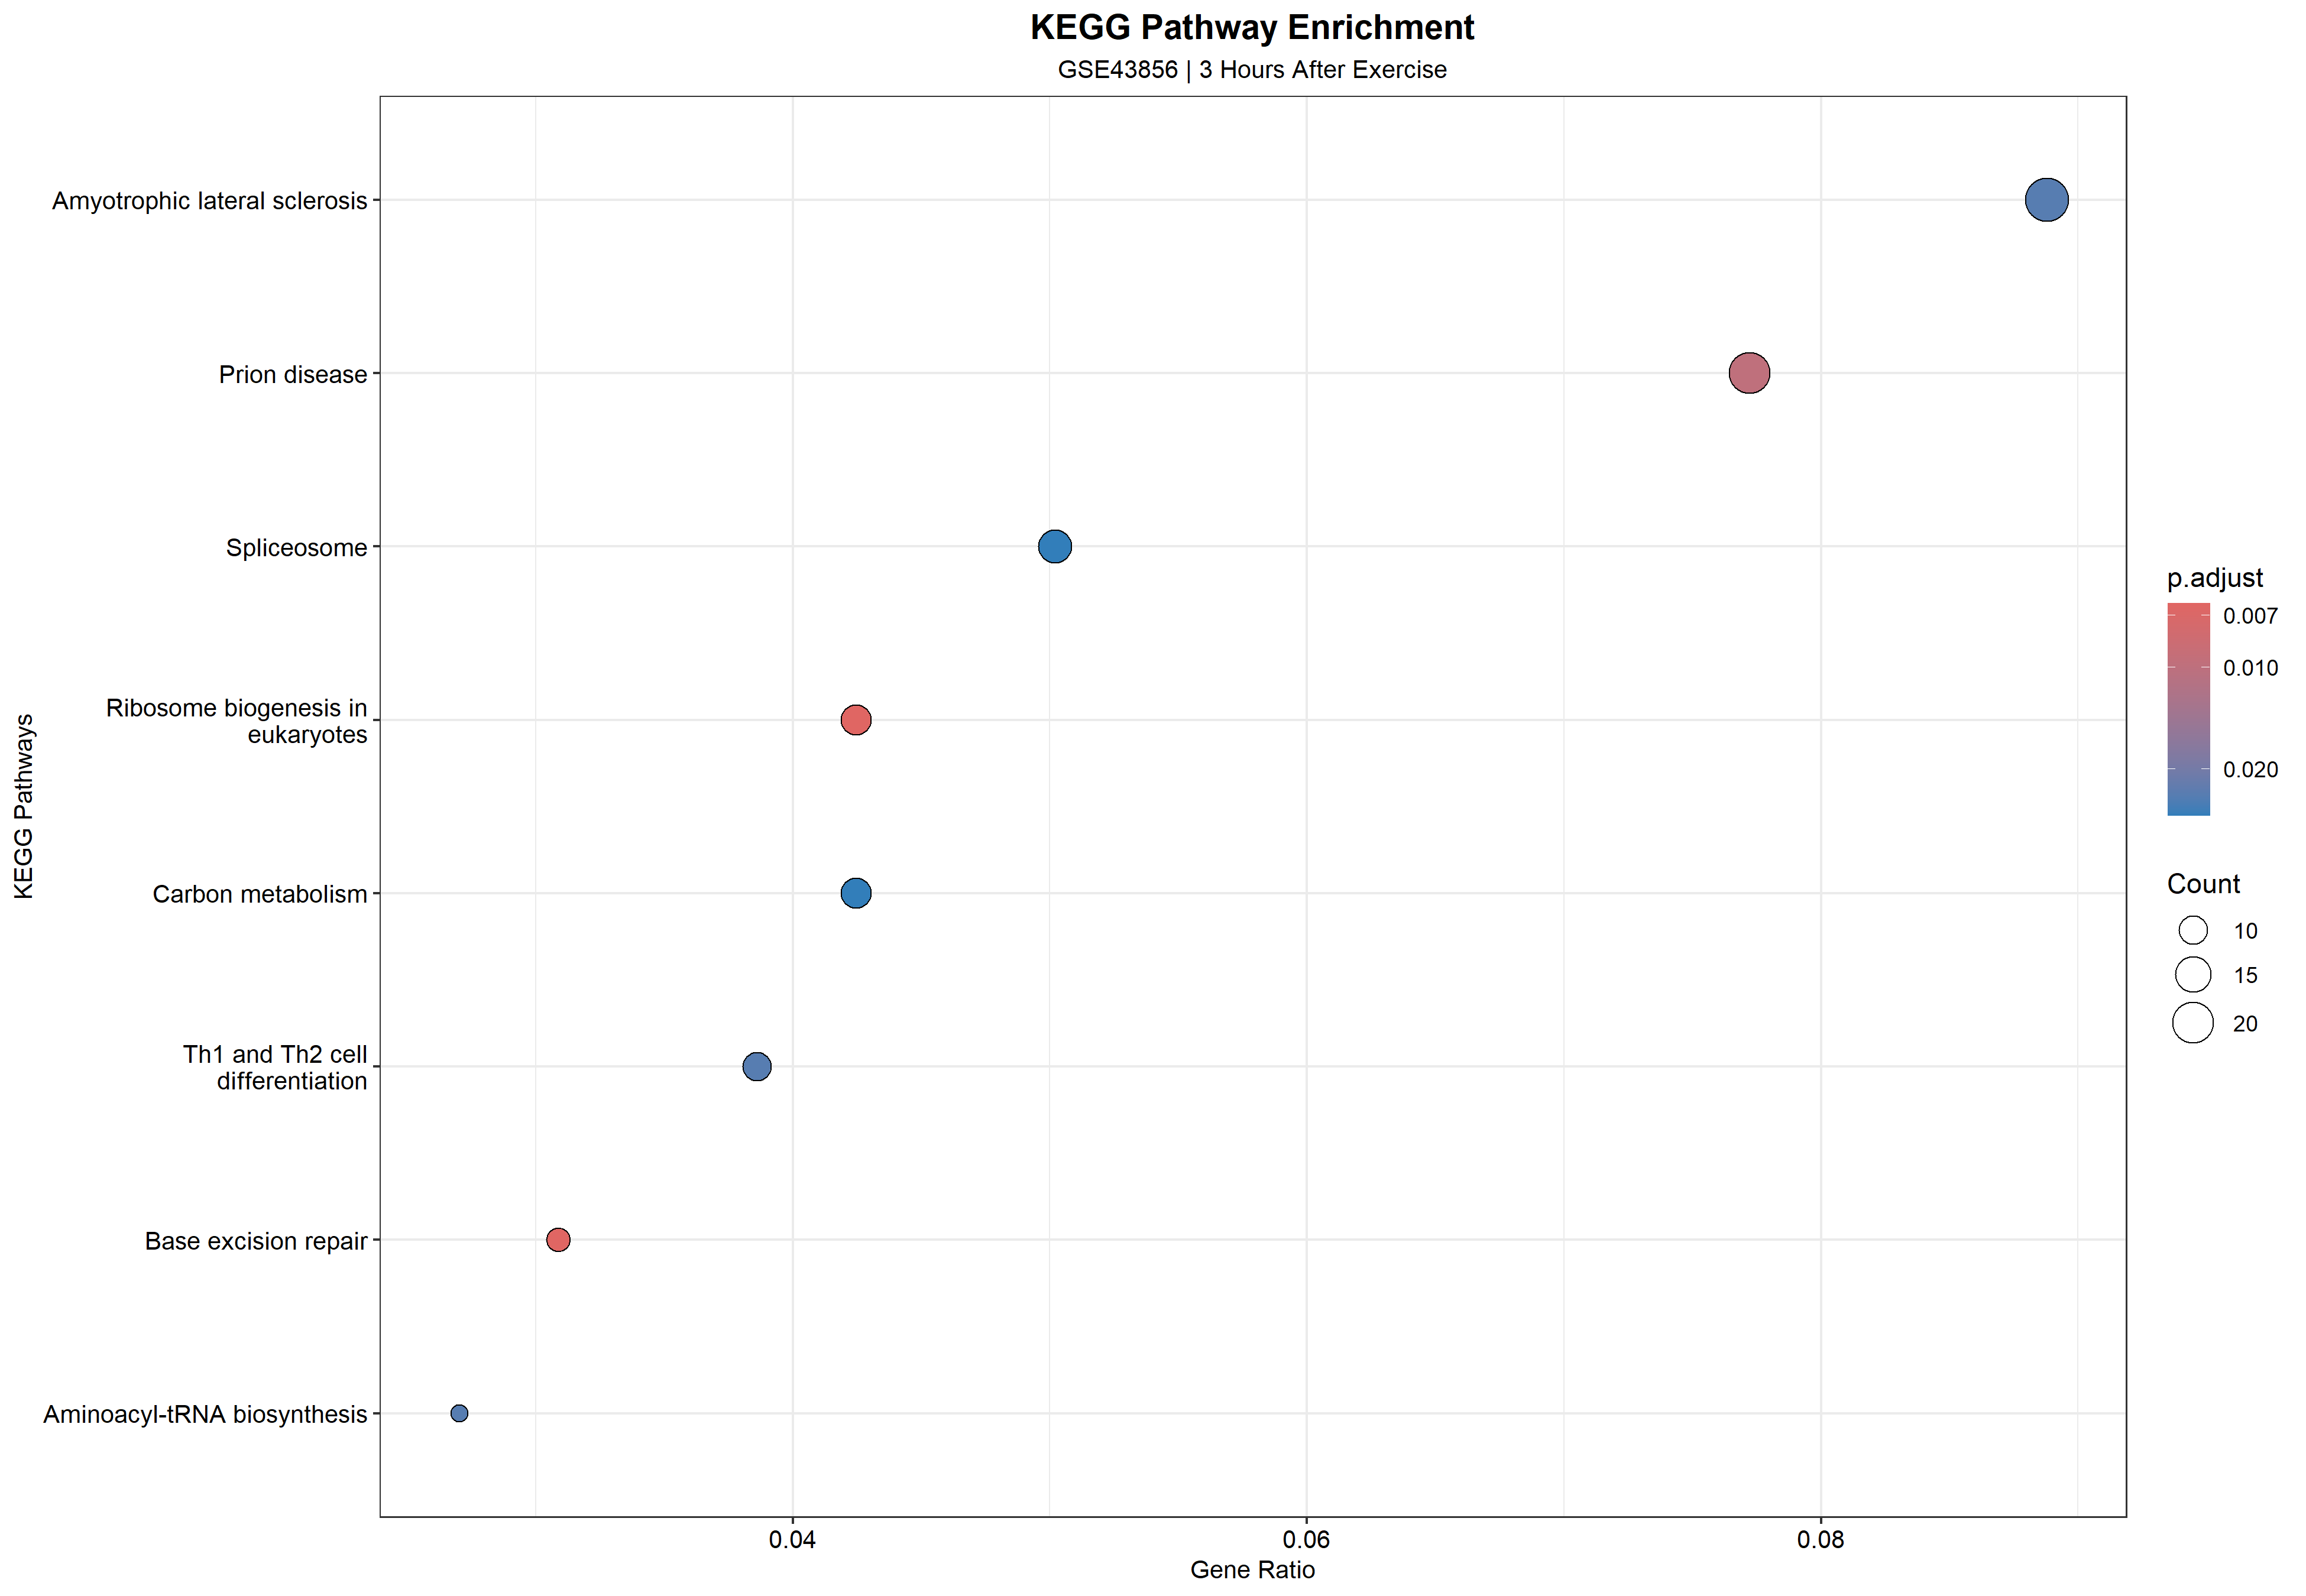 KEGG Pathway Enrichment
GSE43856 | 3 Hours After Exercise
KEGG Pathways
Amyotrophic lateral sclerosis
Prion disease
Spliceosome
Ribosome biogenesis in
eukaryotes
Carbon metabolism
Th1 and Th2 cell
differentiation
Base excision repair
Aminoacyl-tRNA biosynthesis
0.04
0.06
0.08
Gene Ratio
p.adjust
0.007
0.010
0.020
Count
10
15
20